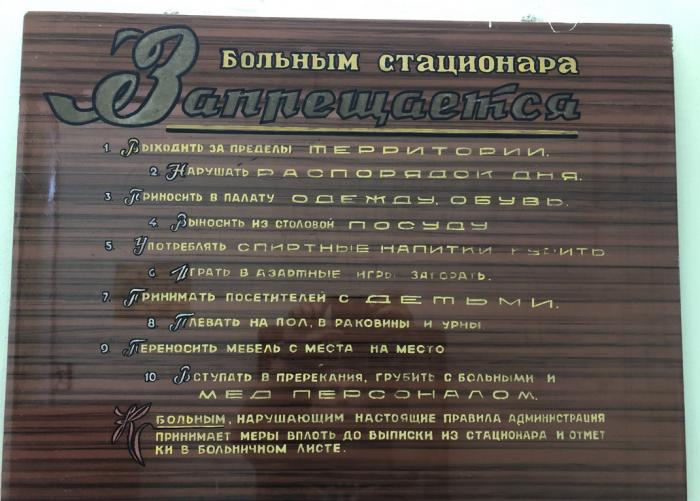 Больным стационара
Запрещается
1. Выходить за пределы территории.
2. Нарушать распорядок дня.
3. Приносить в палату одежду, обувь.
4. Выносить из столовой посуду
5. Употреблять спиртные напитки курить
6. Играть в азартные игры загорать.
7. Принимать посетителей с детьми.
8. Плевать на пол, в раковины и урны
9. Переносить мебель с места на место
10. Вступать в пререкания, грубить с больными и
мед персоналом.
К больным, нарушающим настоящие правила администрация
принимает меры вплоть до выписки из стационара и отмет
ки в больничном листе.